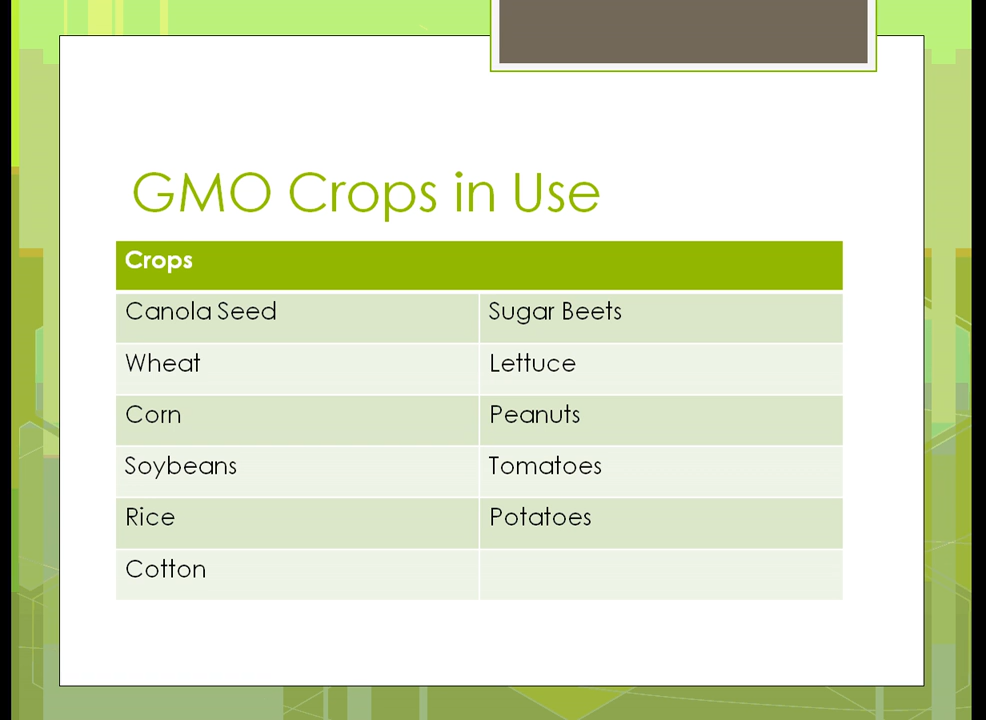 GMO Crops in Use
Crops
Canola Seed Sugar Beets
Wheat Lettuce
Corn Peanuts
Soybeans Tomatoes
Rice Potatoes
Cotton